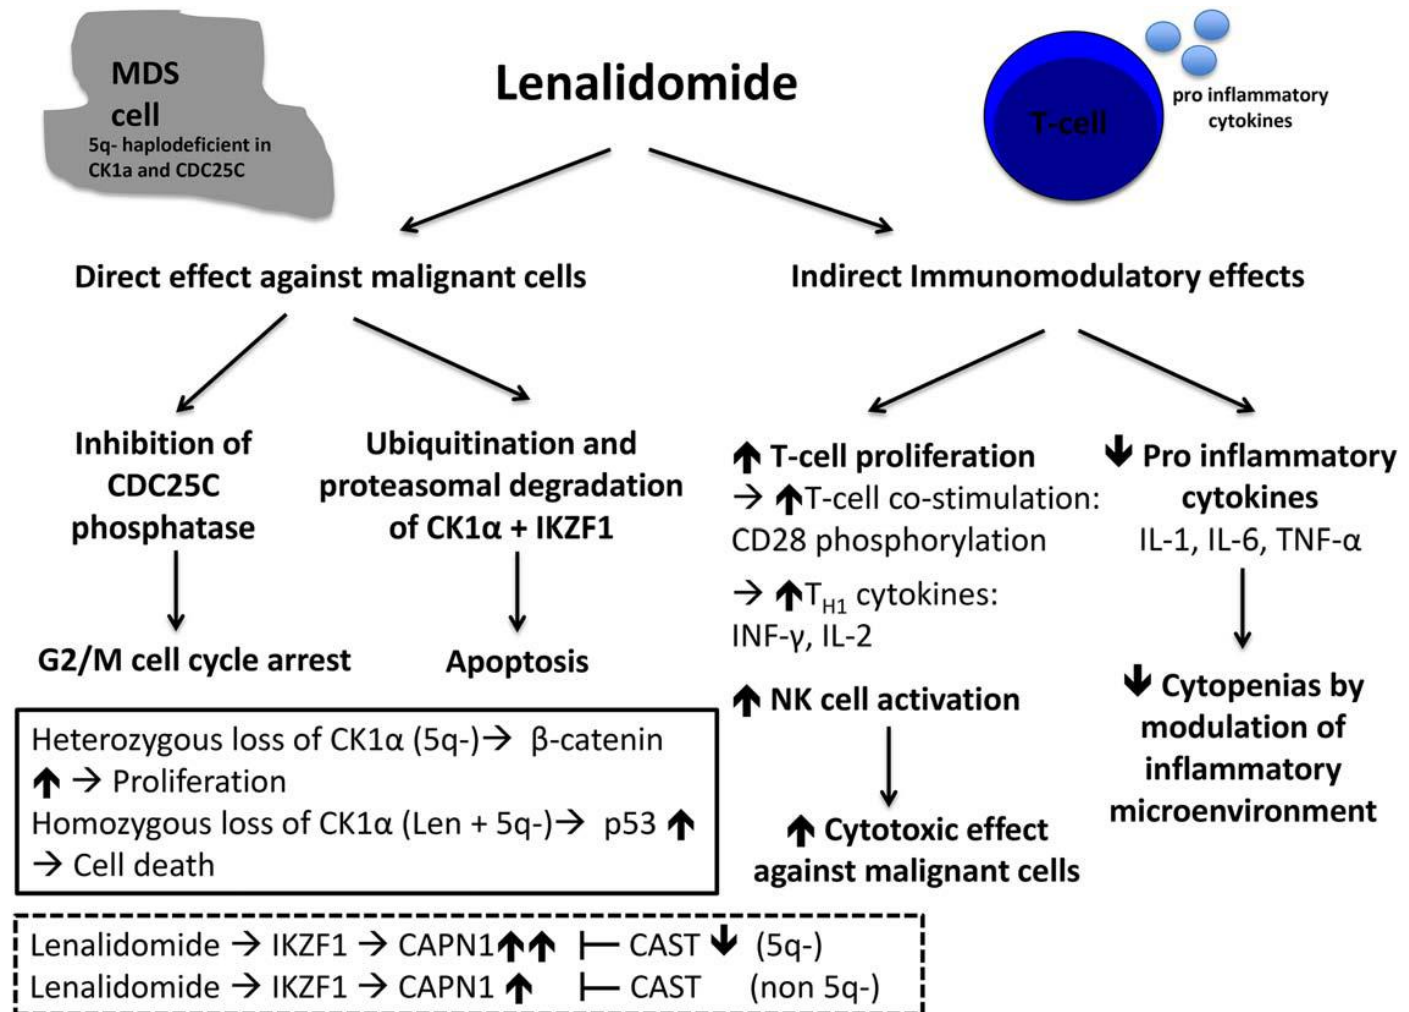 MDS
cell
5q- haplodeficient in
CK1a and CDC25C
Lenalidomide
T-cell
pro inflammatory
cytokines
Direct effect against malignant cells
Indirect Immunomodulatory effects
Inhibition of
CDC25C
phosphatase
G2/M cell cycle arrest
Ubiquitination and
proteasomal degradation
of CK1α + IKZF1
Apoptosis
🡹 T-cell proliferation
→ 🡹T-cell co-stimulation:
CD28 phosphorylation
→ 🡹T_H1 cytokines:
INF-γ, IL-2
🡹 NK cell activation
🡹 Cytotoxic effect
against malignant cells
🡻 Pro inflammatory
cytokines
IL-1, IL-6, TNF-α
🡻 Cytopenias by
modulation of
inflammatory
microenvironment
Heterozygous loss of CK1α (5q-)→ β-catenin
🡹 → Proliferation
Homozygous loss of CK1α (Len + 5q-)→ p53 🡹
→ Cell death
Lenalidomide → IKZF1 → CAPN1🡹🡹 ⊢ CAST 🡻 (5q-)
Lenalidomide → IKZF1 → CAPN1 🡹 ⊢ CAST (non 5q-)